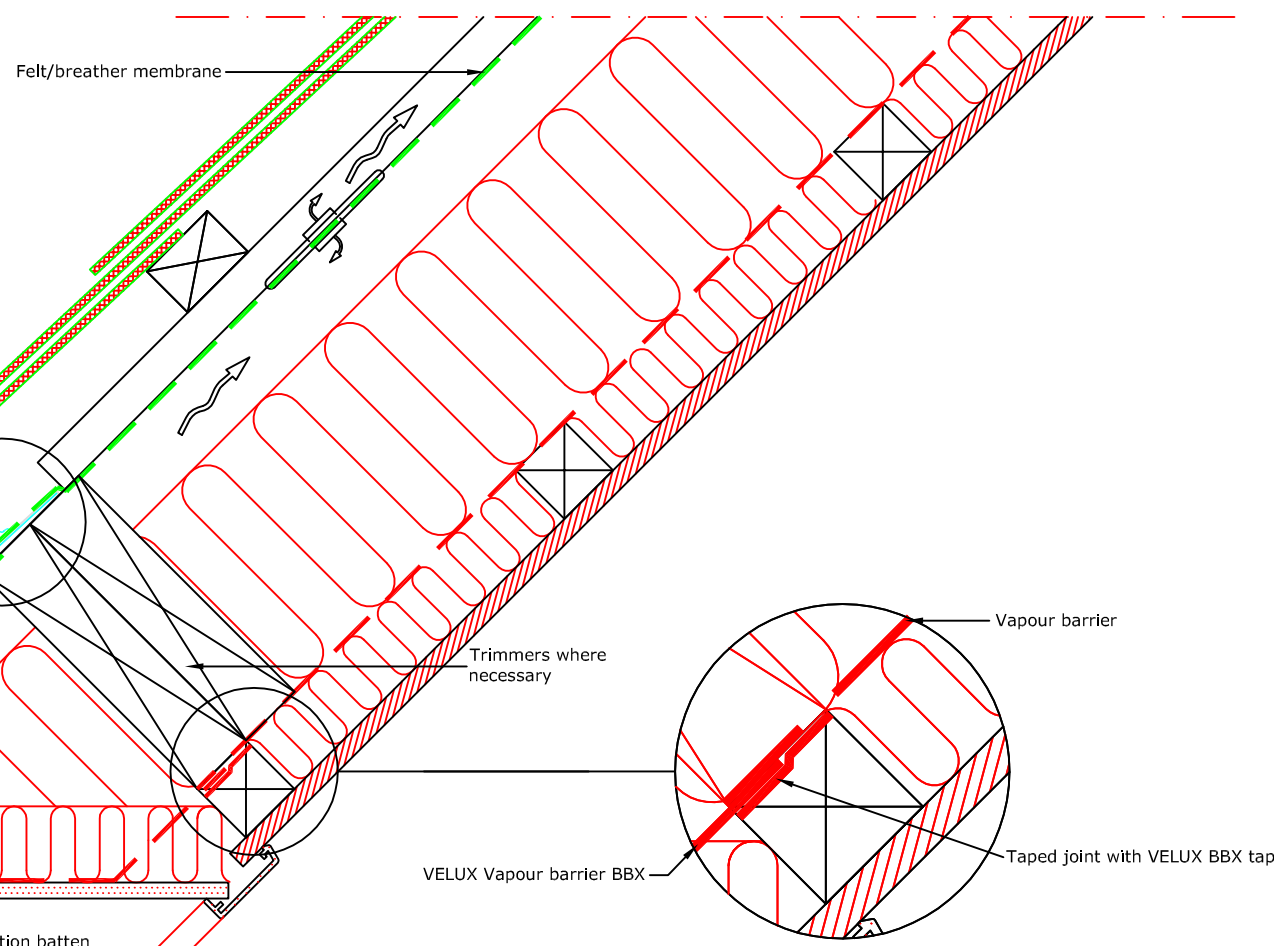 Felt/breather membrane
Vapour barrier
Trimmers where
necessary
Taped joint with VELUX BBX tap
VELUX Vapour barrier BBX
tion batten